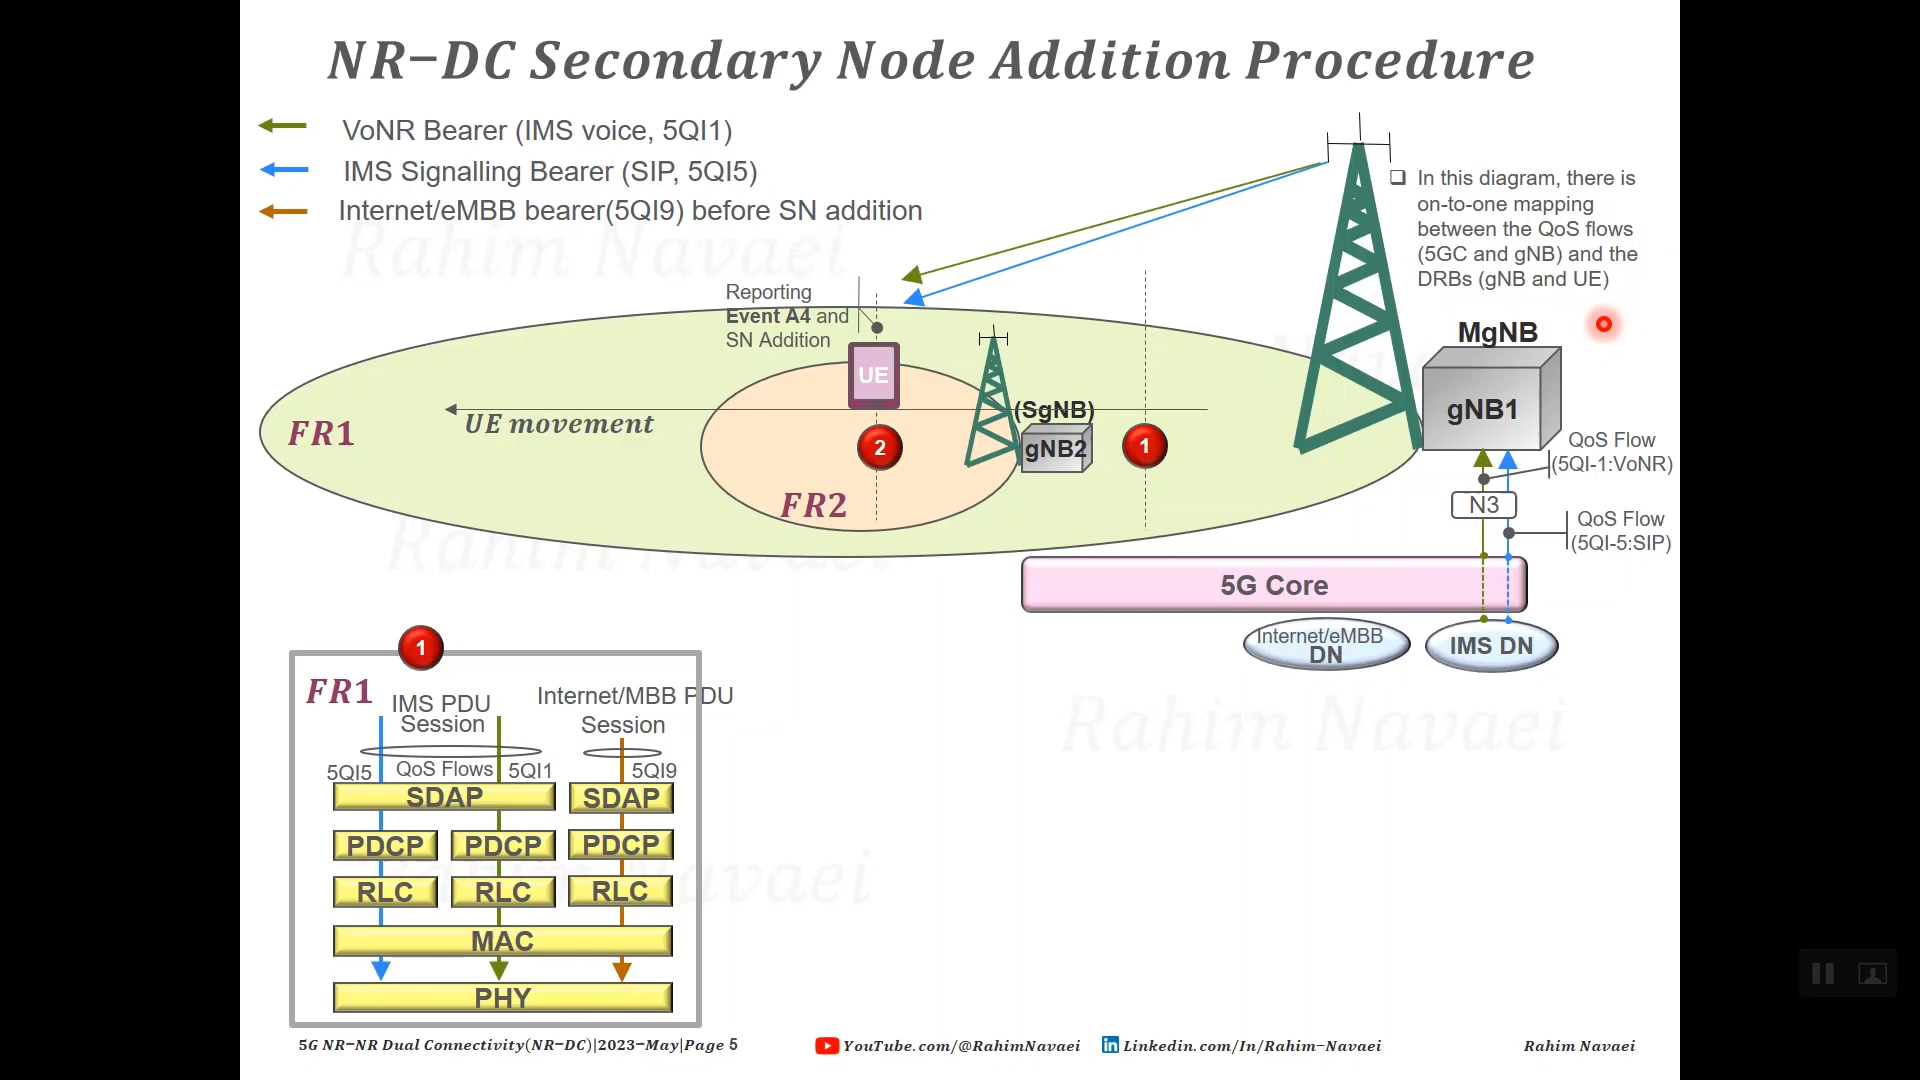 NR-DC Secondary Node Addition Procedure
VoNR Bearer (IMS voice, 5QI1)
IMS Signalling Bearer (SIP, 5QI5)
Internet/eMBB bearer(5QI9) before SN addition
Rahim Navaei
❑ In this diagram, there is
on-to-one mapping
between the QoS flows
(5GC and gNB) and the
DRBs (gNB and UE)
Reporting
Event A4 and
SN Addition
MgNB
gNB1
UE
FR1
UE movement
(SgNB)
gNB2
2
1
FR2
QoS Flow
(5QI-1:VoNR)
N3
QoS Flow
(5QI-5:SIP)
Rahim Navaei
5G Core
Internet/eMBB
DN
IMS DN
1
FR1
IMS PDU
Session
Internet/MBB PDU
Session
Rahim Navaei
5QI5
QoS Flows
5QI1
5QI9
SDAP
SDAP
PDCP
PDCP
PDCP
RLC
RLC
RLC
MAC
PHY
5G NR-NR Dual Connectivity(NR-DC)|2023-May|Page 5
YouTube.com/@RahimNavaei
Linkedin.com/In/Rahim-Navaei
Rahim Navaei